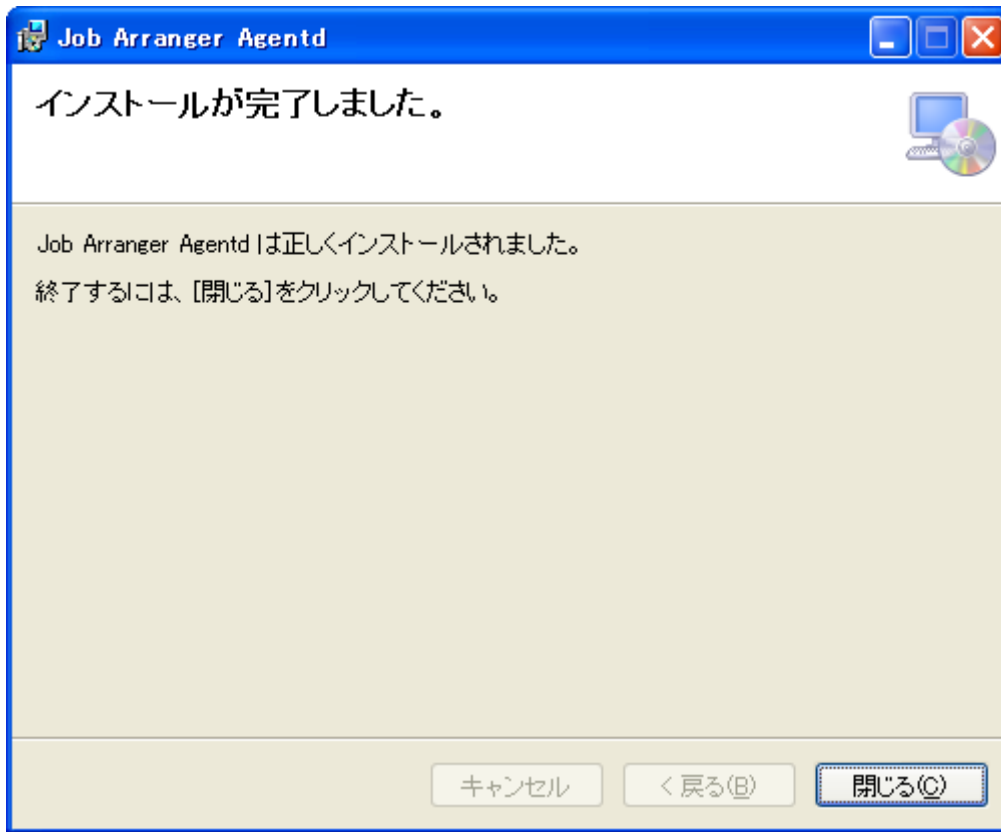 Job Arranger Agentd
インストールが完了しました。
Job Arranger Agentd は正しくインストールされました。
終了するには、[閉じる]をクリックしてください。
キャンセル
< 戻る(B)
閉じる(C)